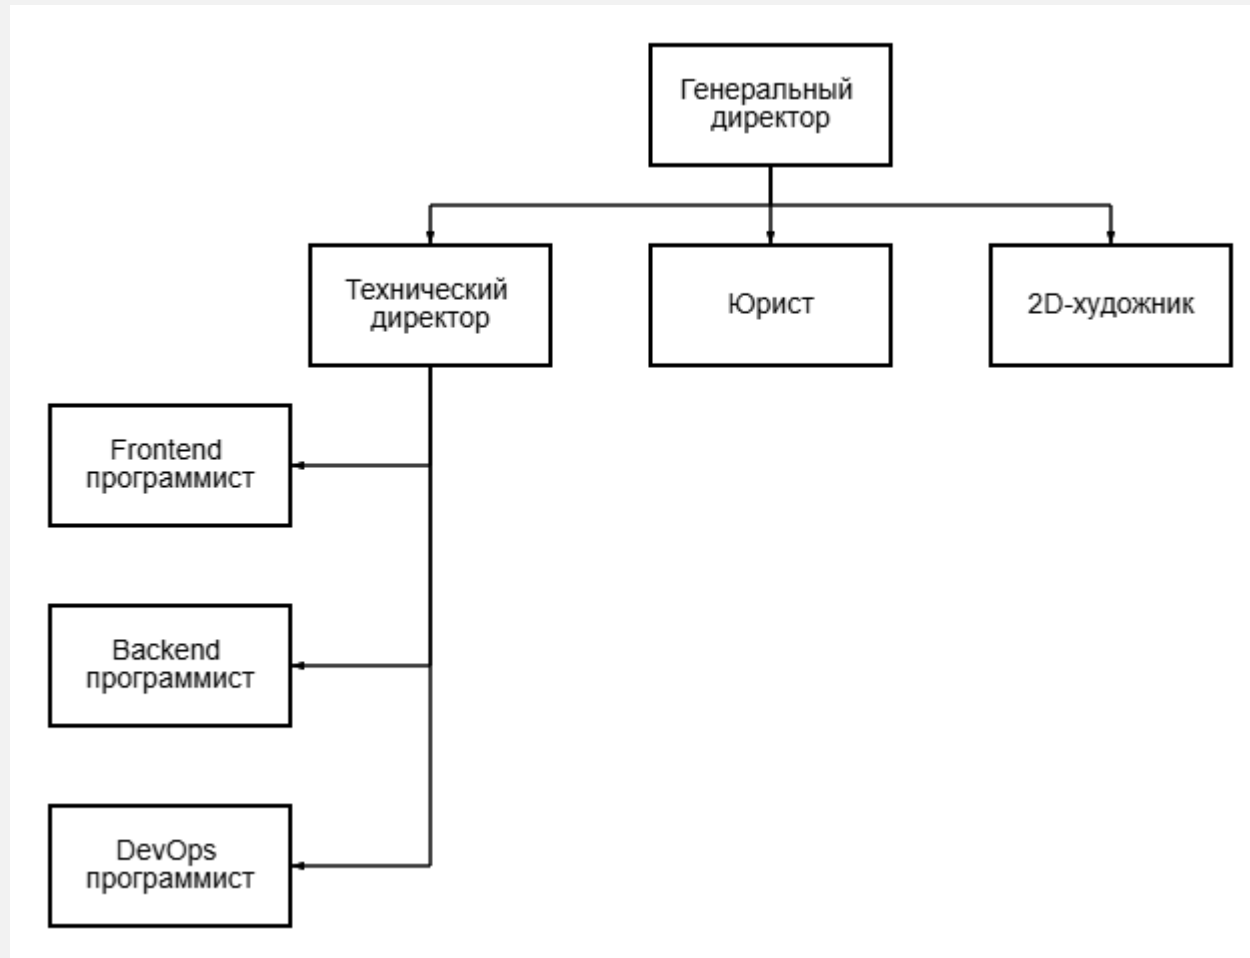 Генеральный
директор
Технический
директор
Юрист
2D-художник
Frontend
программист
Backend
программист
DevOps
программист